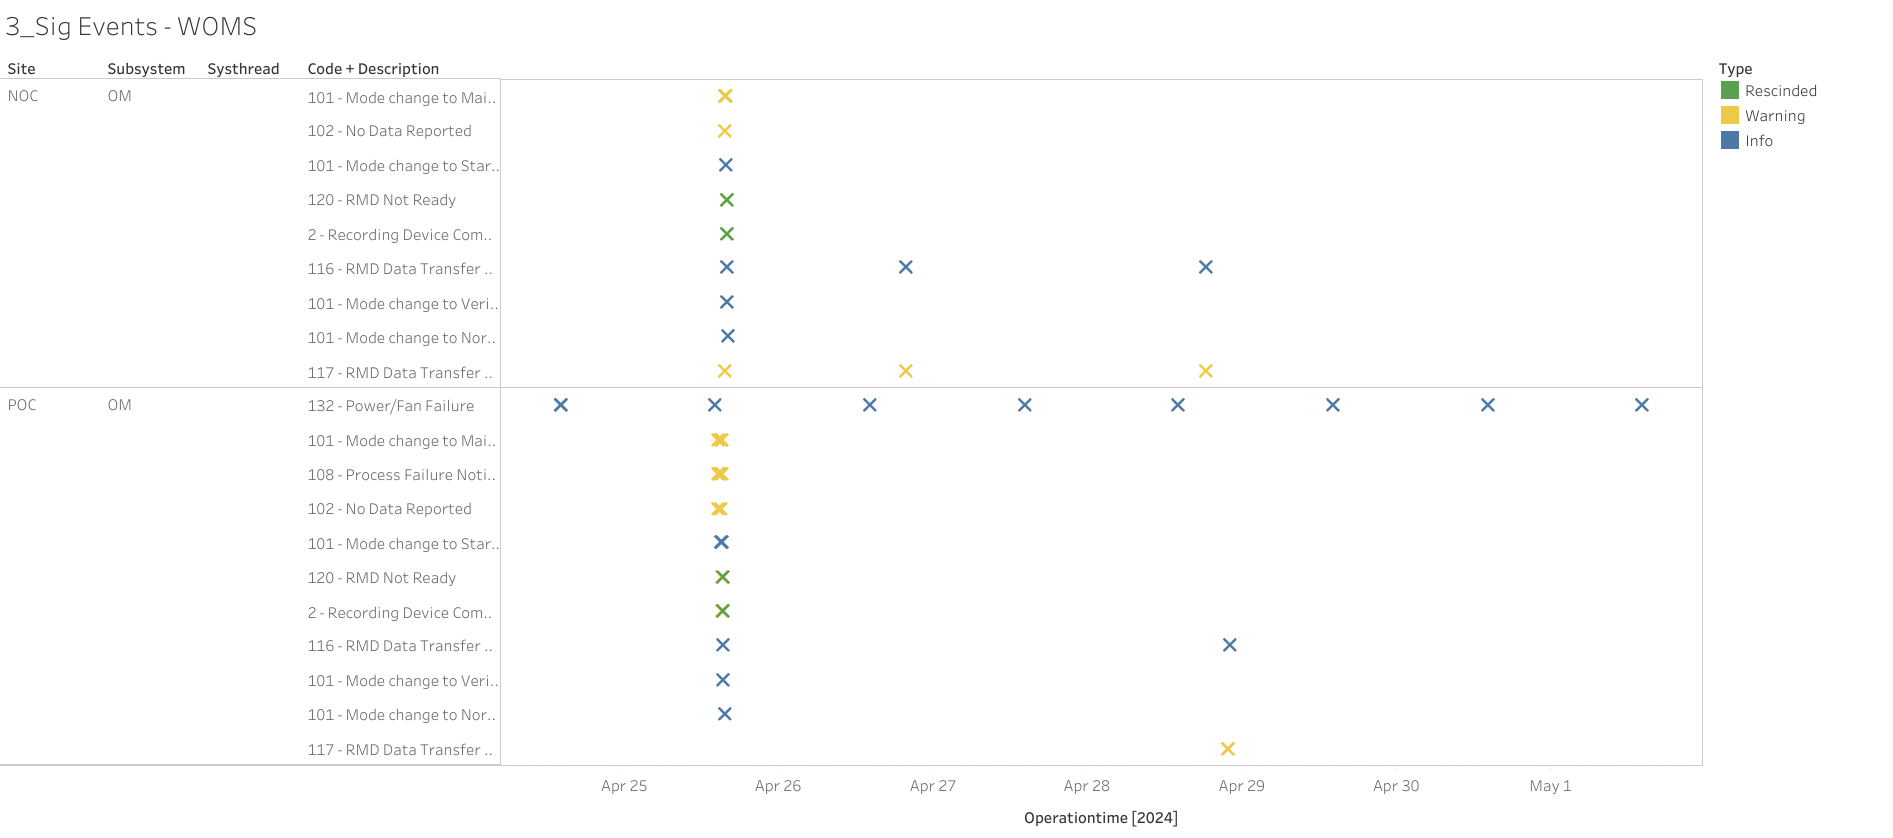 3_Sig Events - WOMS
Site Subsystem Systhread Code + Description
Type
Rescinded
Warning
Info
NOC OM 101 - Mode change to Mai..
102 - No Data Reported
101 - Mode change to Star..
120 - RMD Not Ready
2 - Recording Device Com..
116 - RMD Data Transfer ..
101 - Mode change to Veri..
101 - Mode change to Nor..
117 - RMD Data Transfer ..
POC OM 132 - Power/Fan Failure
101 - Mode change to Mai..
108 - Process Failure Noti..
102 - No Data Reported
101 - Mode change to Star..
120 - RMD Not Ready
2 - Recording Device Com..
116 - RMD Data Transfer ..
101 - Mode change to Veri..
101 - Mode change to Nor..
117 - RMD Data Transfer ..
Apr 25 Apr 26 Apr 27 Apr 28 Apr 29 Apr 30 May 1
Operationtime [2024]